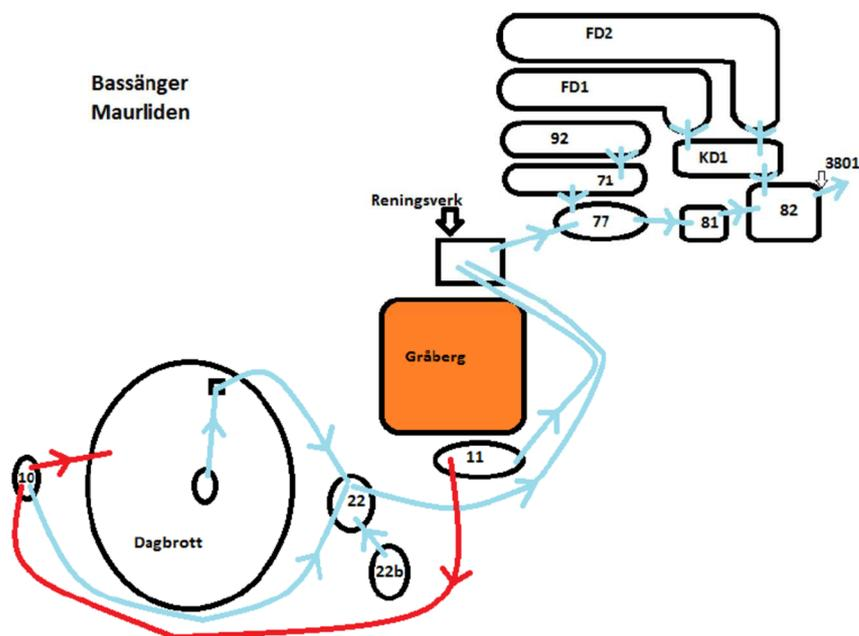 Bassänger
Maurliden
FD2
FD1
92
71
KD1
3801
Reningsverk
77
81
82
Gråberg
10
11
22
Dagbrott
22b